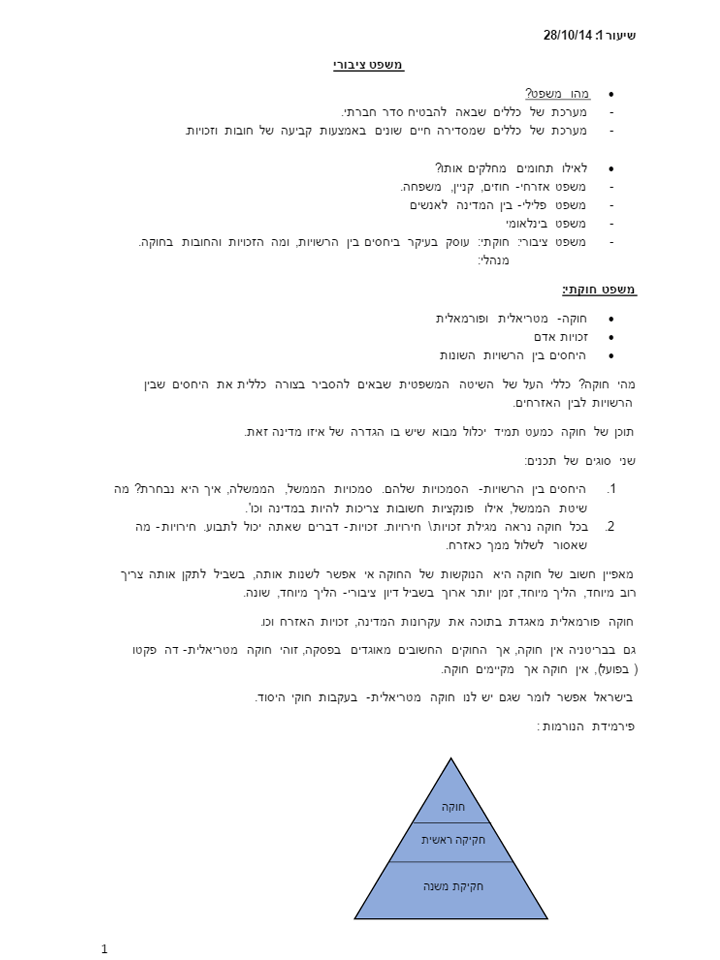 שיעור 1: 28/10/14
משפט ציבורי
• מהו משפט?
- מערכת של כללים שבאה להבטיח סדר חברתי.
- מערכת של כללים שמסדירה חיים שונים באמצעות קביעה של חובות וזכויות
• לאילו תחומים מחלקים אותו?
- משפט אזרחי- חוזים, קניין, משפחה.
- משפט פלילי- בין המדינה לאנשים
- משפט בינלאומי
- משפט ציבורי: חוקתי: עוסק בעיקר ביחסים בין הרשויות, ומה הזכויות והחובות בחוקה.
מנהלי:
משפט חוקתי:
• חוקה- מטריאלית ופורמאלית
• זכויות אדם
• היחסים בין הרשויות השונות
מהי חוקה? כללי העל של השיטה המשפטית שבאים להסביר בצורה כללית את היחסים שבין
הרשויות לבין האזרחים.
תוכן של חוקה כמעט תמיד יכלול מבוא שיש בו הגדרה של איזו מדינה זאת.
שני סוגים של תכנים:
1. היחסים בין הרשויות- הסמכויות שלהם. סמכויות הממשל, הממשלה, איך היא נבחרת? מה
שיטת הממשל, אילו פונקציות חשובות צריכות להיות במדינה וכו'.
2. בכל חוקה נראה מגילת זכויות\ חירויות. זכויות- דברים שאתה יכול לתבוע. חירויות- מה
שאסור לשלול ממך כאזרח.
מאפיין חשוב של חוקה היא הנוקשות של החוקה אי אפשר לשנות אותה, בשביל לתקן אותה צריך
רוב מיוחד, הליך מיוחד, זמן יותר ארוך בשביל דיון ציבורי- הליך מיוחד, שונה.
חוקה פורמאלית מאגדת בתוכה את עקרונות המדינה, זכויות האזרח וכו.
גם בבריטניה אין חוקה, אך החוקים החשובים מאוגדים בפסקה, זוהי חוקה מטריאלית- דה פקטו
( בפועל), אין חוקה אך מקיימים חוקה.
בישראל אפשר לומר שגם יש לנו חוקה מטריאלית- בעקבות חוקי היסוד.
פירמידת הנורמות :
חוקה
חקיקה ראשית
חקיקת משנה
1